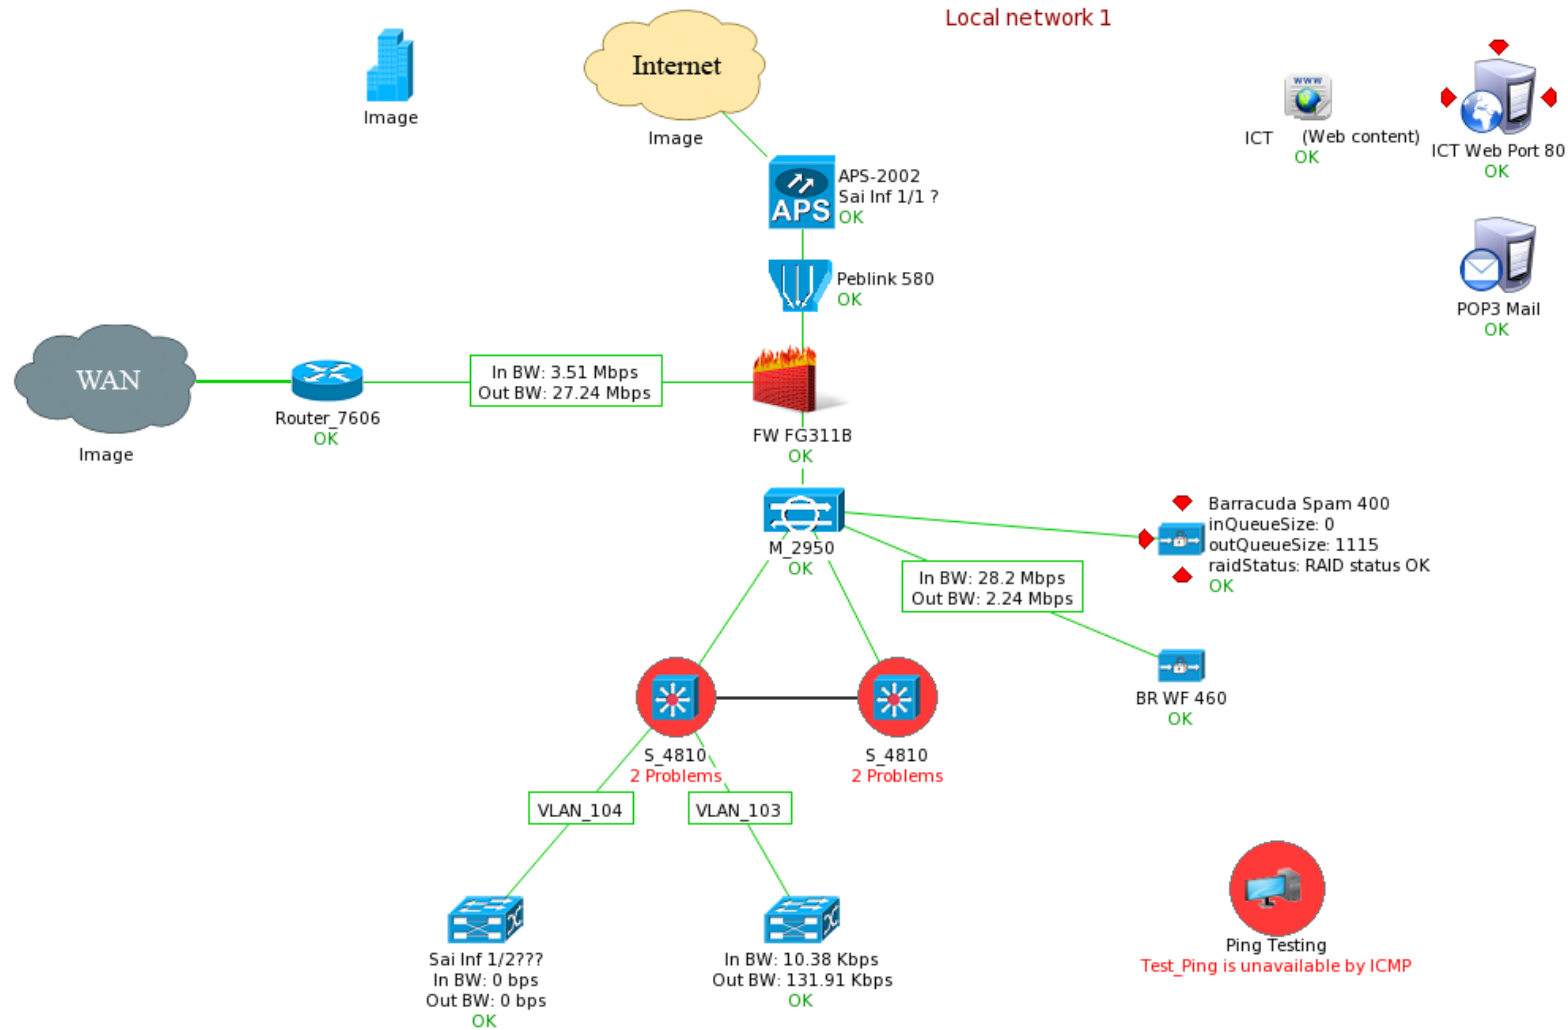 Local network 1
Image
Internet
Image
WWW
ICT (Web content)
OK
ICT Web Port 80
OK
APS
APS-2002
Sai Inf 1/1 ?
OK
Peblink 580
OK
POP3 Mail
OK
WAN
Image
Router_7606
OK
In BW: 3.51 Mbps
Out BW: 27.24 Mbps
FW FG311B
OK
M_2950
OK
Barracuda Spam 400
inQueueSize: 0
outQueueSize: 1115
raidStatus: RAID status OK
OK
In BW: 28.2 Mbps
Out BW: 2.24 Mbps
BR WF 460
OK
S_4810
2 Problems
S_4810
2 Problems
VLAN_104
VLAN_103
Sai Inf 1/2???
In BW: 0 bps
Out BW: 0 bps
OK
In BW: 10.38 Kbps
Out BW: 131.91 Kbps
OK
Ping Testing
Test_Ping is unavailable by ICMP